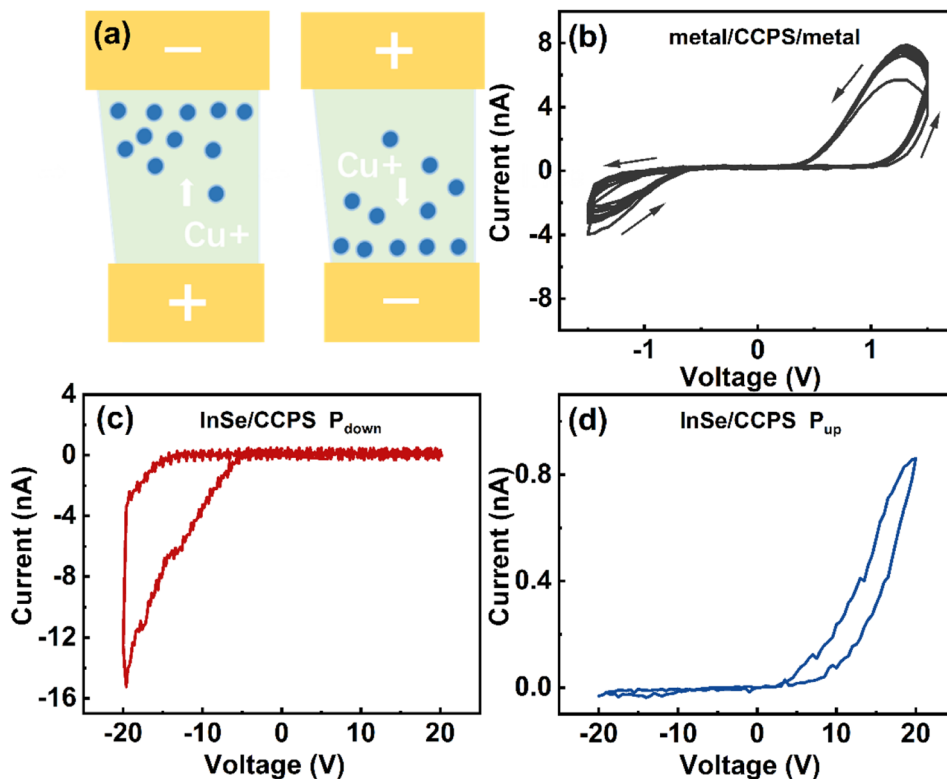 (a)
−
+
Cu+
+
+
Cu+
−
(b)
metal/CCPS/metal
Current (nA)
8
4
0
-4
-8
-1
0
1
Voltage (V)
(c)
InSe/CCPS Pdown
Current (nA)
4
0
-4
-8
-12
-16
-20
-10
0
10
20
Voltage (V)
(d)
InSe/CCPS Pup
Current (nA)
0.8
0.4
0.0
-20
-10
0
10
20
Voltage (V)